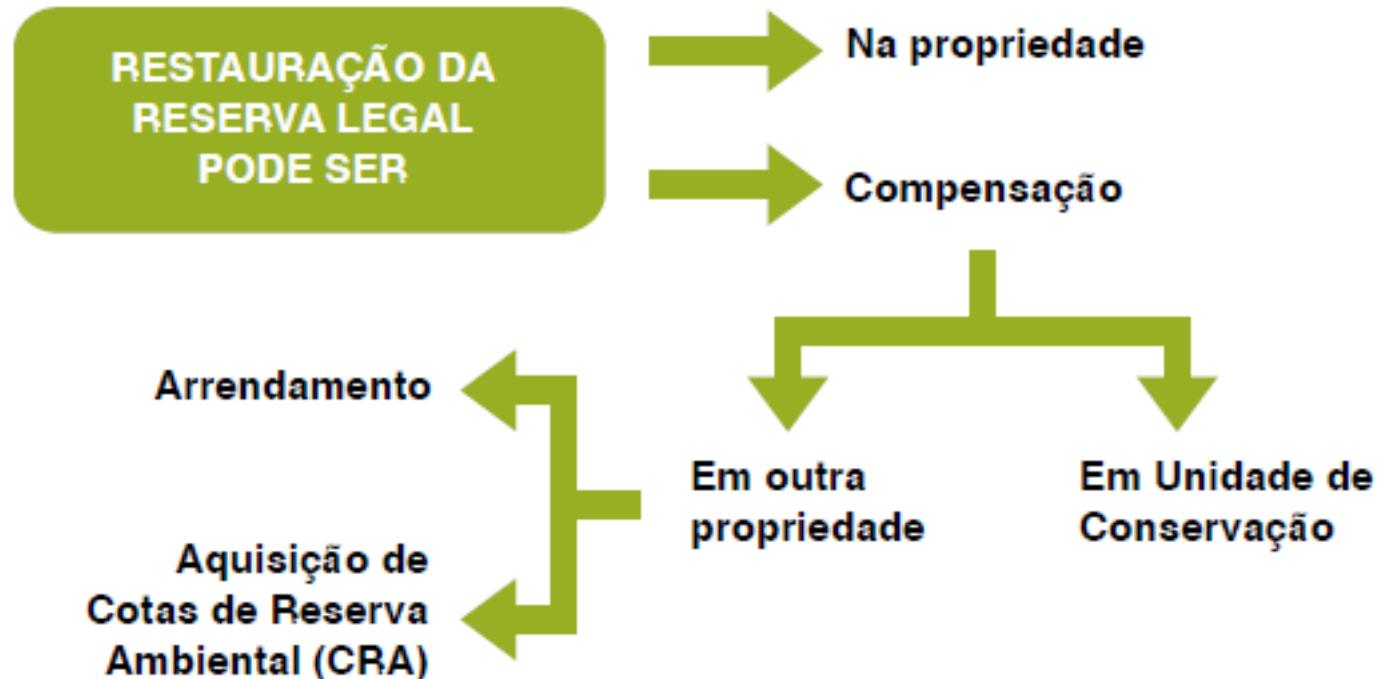 RESTAURAÇÃO DA
RESERVA LEGAL
PODE SER
Na propriedade
Compensação
Em outra
propriedade
Em Unidade de
Conservação
Arrendamento
Aquisição de
Cotas de Reserva
Ambiental (CRA)